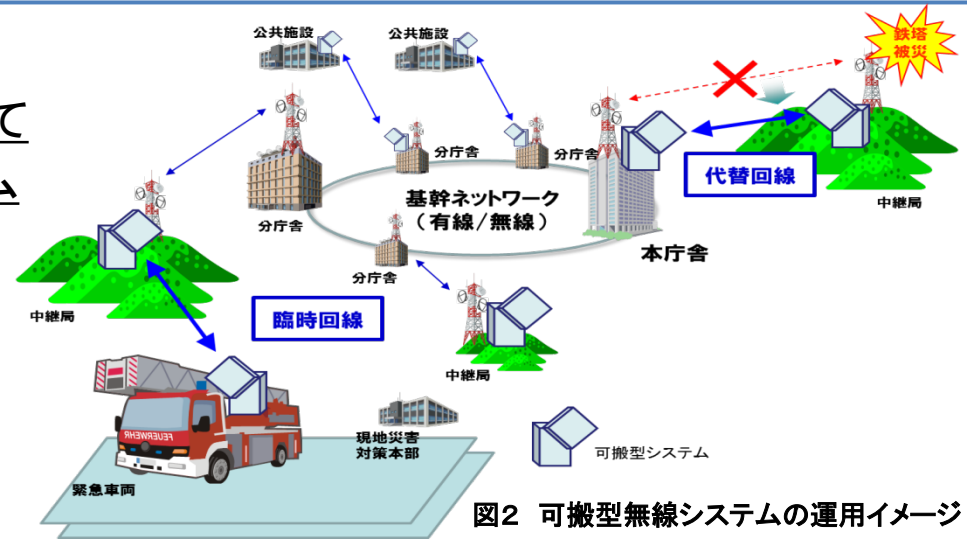 公共施設
公共施設
鉄塔
被災
て
ム
分庁舎
分庁舎
代替回線
中継局
基幹ネットワーク
(有線/無線)
分庁舎
本庁舎
分庁舎
中継局
臨時回線
中継局
FEUERWEHR
現地災害
対策本部
可搬型システム
緊急車両
図2 可搬型無線システムの運用イメージ